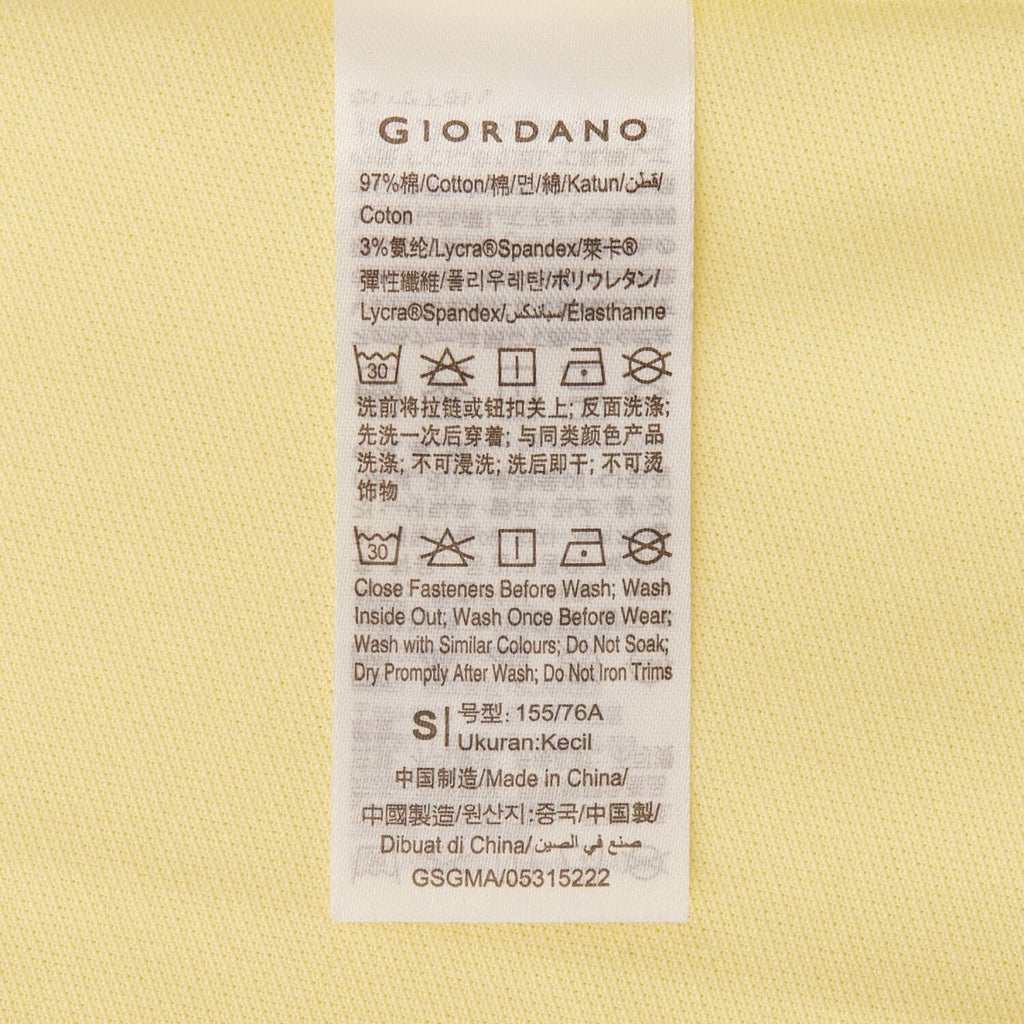 GIORDANO
97%棉/Cotton/棉/면/綿/Katun/قطن/
Coton
3%氨纶/Lycra®Spandex/萊卡®
彈性纖維/폴리우레탄/ポリウレタン/
Lycra®Spandex/سباندكس/Élasthanne
30
洗前将拉链或钮扣关上; 反面洗涤;
先洗一次后穿着; 与同类颜色产品
洗涤; 不可浸洗; 洗后即干; 不可烫
饰物
30
Close Fasteners Before Wash; Wash
Inside Out; Wash Once Before Wear;
Wash with Similar Colours; Do Not Soak;
Dry Promptly After Wash; Do Not Iron Trims
S 号型: 155/76A
Ukuran:Kecil
中国制造/Made in China/
中國製造/원산지:중국/中国製/
Dibuat di China/صنع في الصين
GSGMA/05315222